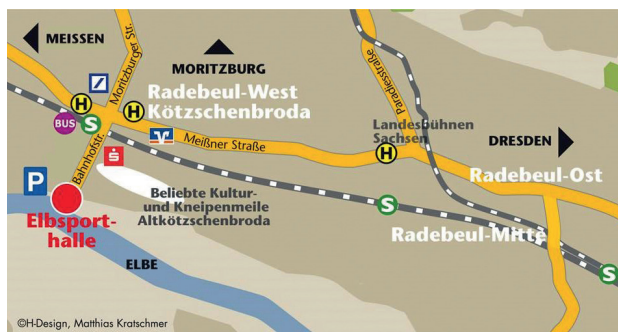 MEISSEN
MORITZBURG
Moritzburger Str.
Radebeul-West
Kötzschenbroda
H
H
BUS
S
Bahnhofstr.
Meißner Straße
Paradiesstraße
Landesbühnen
Sachsen
H
DRESDEN
Radebeul-Ost
P
Elbsport-
halle
Beliebte Kultur-
und Kneipenmeile
Altkötzschenbroda
S
Radebeul-Mitte
S
S
ELBE
©H-Design, Matthias Kratschmer